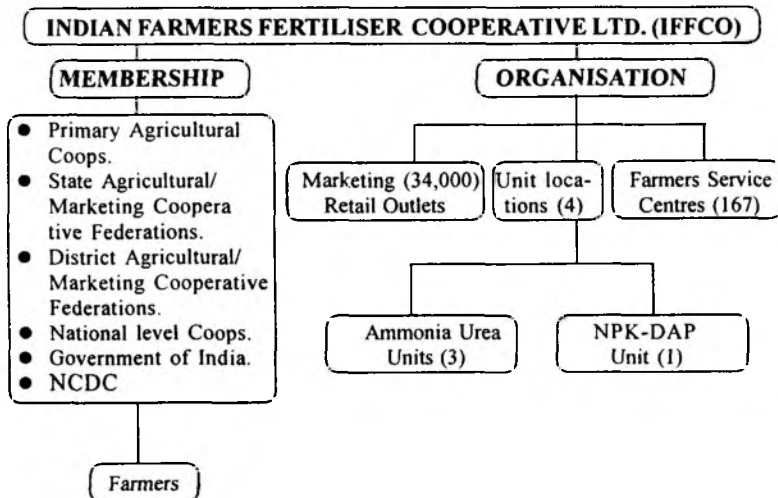 INDIAN FARMERS FERTILISER COOPERATIVE LTD. (IFFCO)
MEMBERSHIP
● Primary Agricultural
Coops.
● State Agricultural/
Marketing Coopera
tive Federations.
● District Agricultural/
Marketing Cooperative
Federations.
● National level Coops.
● Government of India.
● NCDC
Farmers
ORGANISATION
Marketing (34,000)
Retail Outlets
Unit loca-
tions (4)
Farmers Service
Centres (167)
Ammonia Urea
Units (3)
NPK-DAP
Unit (1)